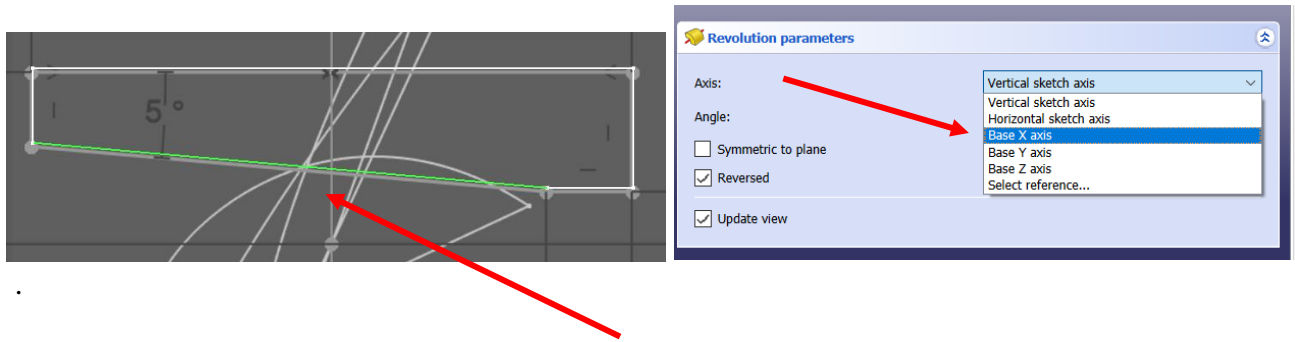 5°
Revolution parameters
Axis:
Vertical sketch axis
Vertical sketch axis
Angle:
Horizontal sketch axis
Base X axis
Symmetric to plane
Base Y axis
Base Z axis
Reversed
Select reference...
Update view
.